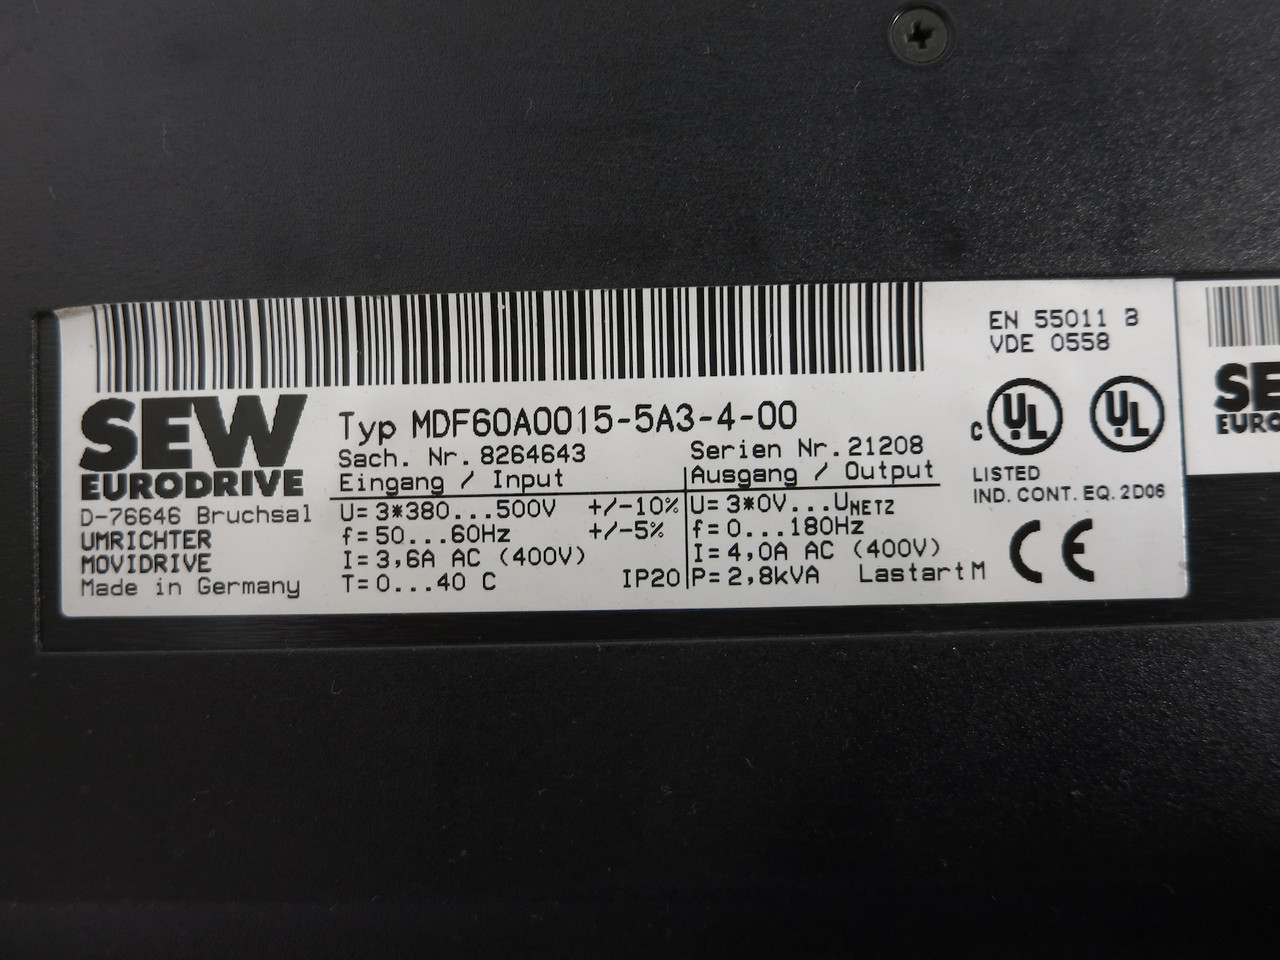 EN 55011 B
VDE 0558
SEW
EURODRIVE
D-76646 Bruchsal
UMRICHTER
MOVIDRIVE
Made in Germany
Typ MDF60A0015-5A3-4-00
Sach. Nr. 8264643 Serien Nr. 21208
Eingang / Input Ausgang / Output
U= 3*380...500V +/-10% U= 3*0V...UNETZ
f= 50...60Hz +/-5% f= 0...180Hz
I= 3,6A AC (400V) I= 4,0A AC (400V)
T= 0...40 C IP20 P= 2,8kVA Lastart M
c UL UL
LISTED
IND. CONT. EQ. 2D06
CE
SE
EURO